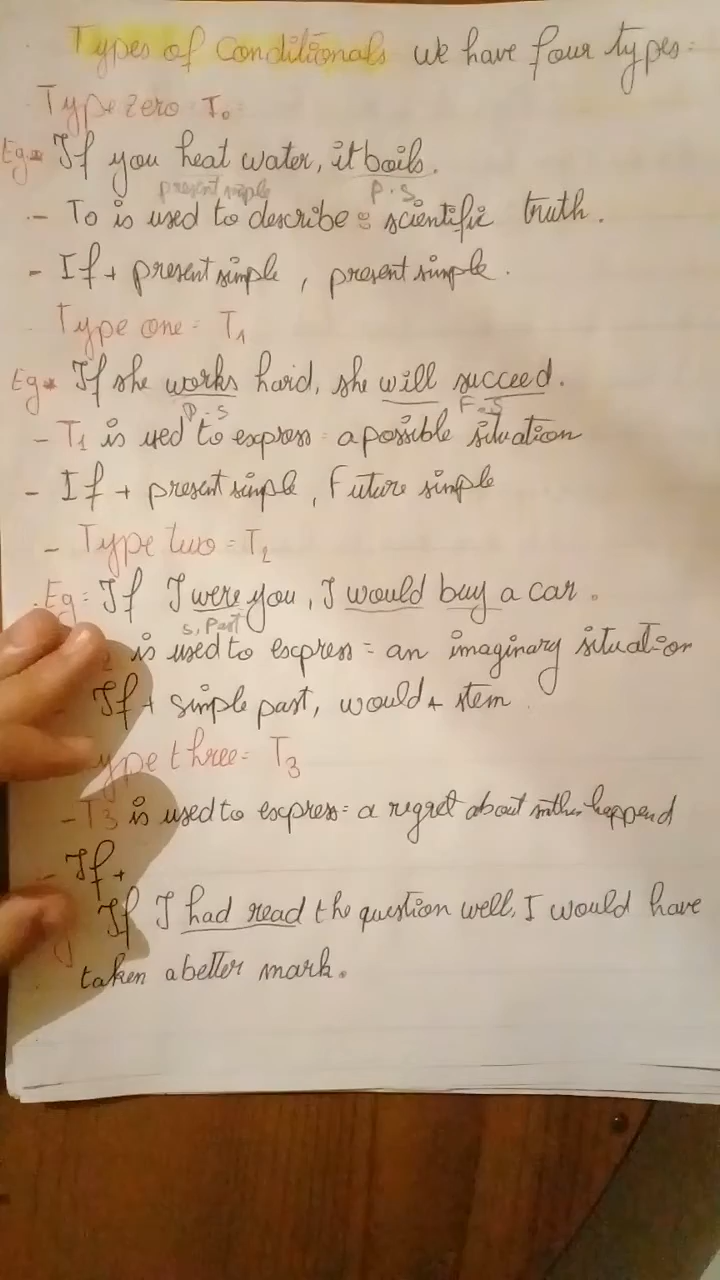 Types of Conditionals we have four types:
Type zero = T0
Eg= If you heat water, it boils.
present simple P.S
- T0 is used to describe = scientific truth.
- If + present simple, present simple.
Type one = T1
Eg= If she works hard, she will succeed.
P.S F.S
- T1 is used to express = a possible situation
- If + present simple, Future simple
- Type two = T2
Eg= If I were you, I would buy a car.
S, Past
2 is used to express = an imaginary situation
If + simple past, would + stem
ype three = T3
- T3 is used to express = a regret about happend
- If +
If I had read the question well, I would have
taken a better mark.